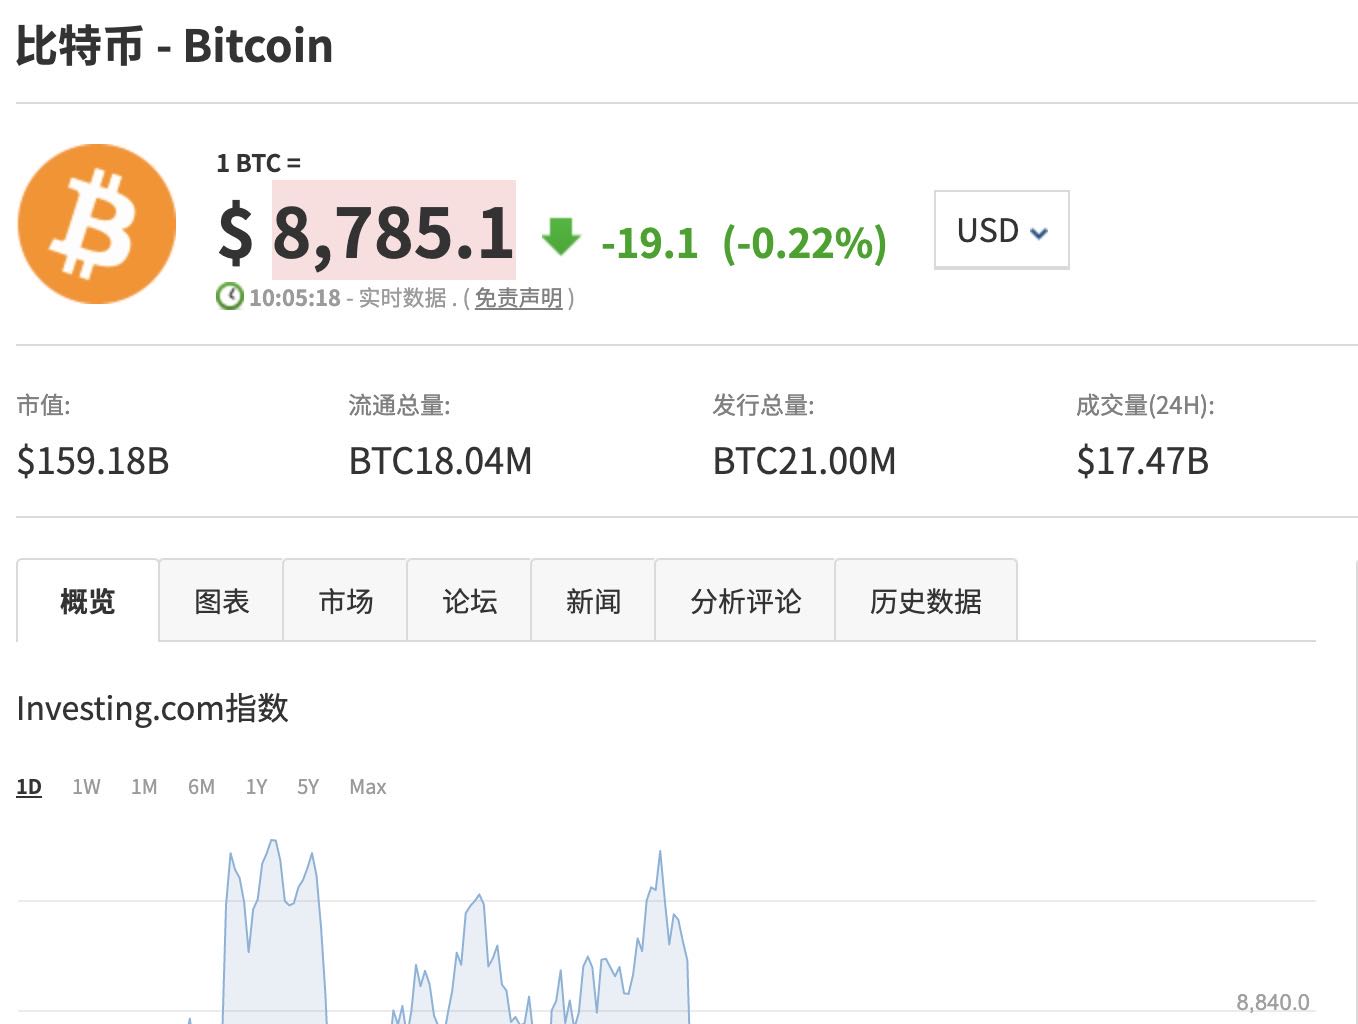 比特币 - Bitcoin
1 BTC =
$ 8,785.1 -19.1 (-0.22%) USD
10:05:18 - 实时数据 . ( 免责声明 )
市值: 流通总量: 发行总量: 成交量(24H):
$159.18B BTC18.04M BTC21.00M $17.47B
概览 图表 市场 论坛 新闻 分析评论 历史数据
Investing.com指数
1D 1W 1M 6M 1Y 5Y Max
8,840.0